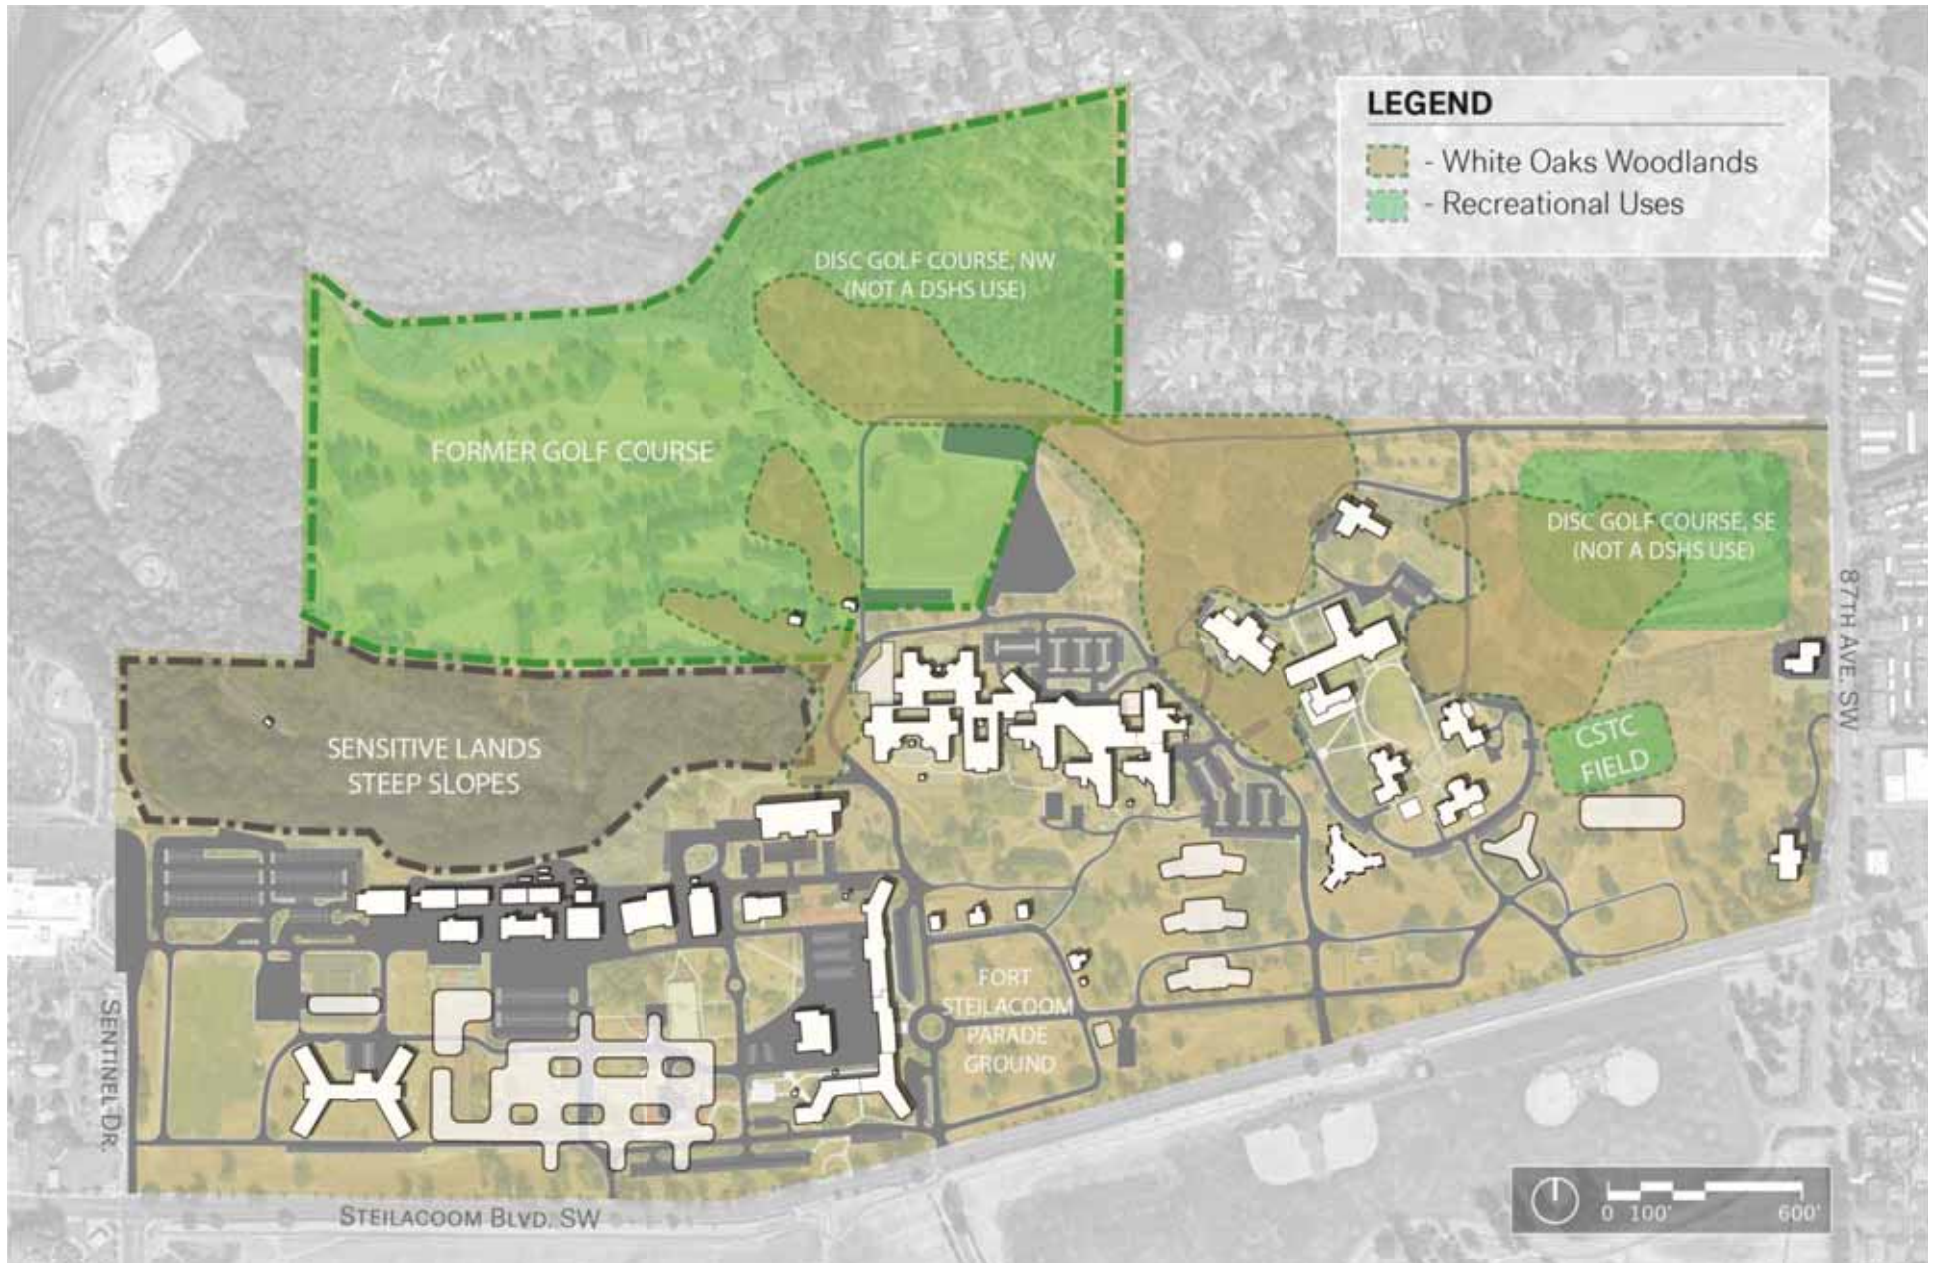 LEGEND
- White Oaks Woodlands
- Recreational Uses
DISC GOLF COURSE, NW
(NOT A DSHS USE)
FORMER GOLF COURSE
DISC GOLF COURSE, SE
(NOT A DSHS USE)
87TH AVE. SW
SENSITIVE LANDS
STEEP SLOPES
CSTC
FIELD
FORT
STEILACOOM
PARADE
GROUND
SENTINEL DR.
STEILACOOM BLVD. SW
0 100' 600'